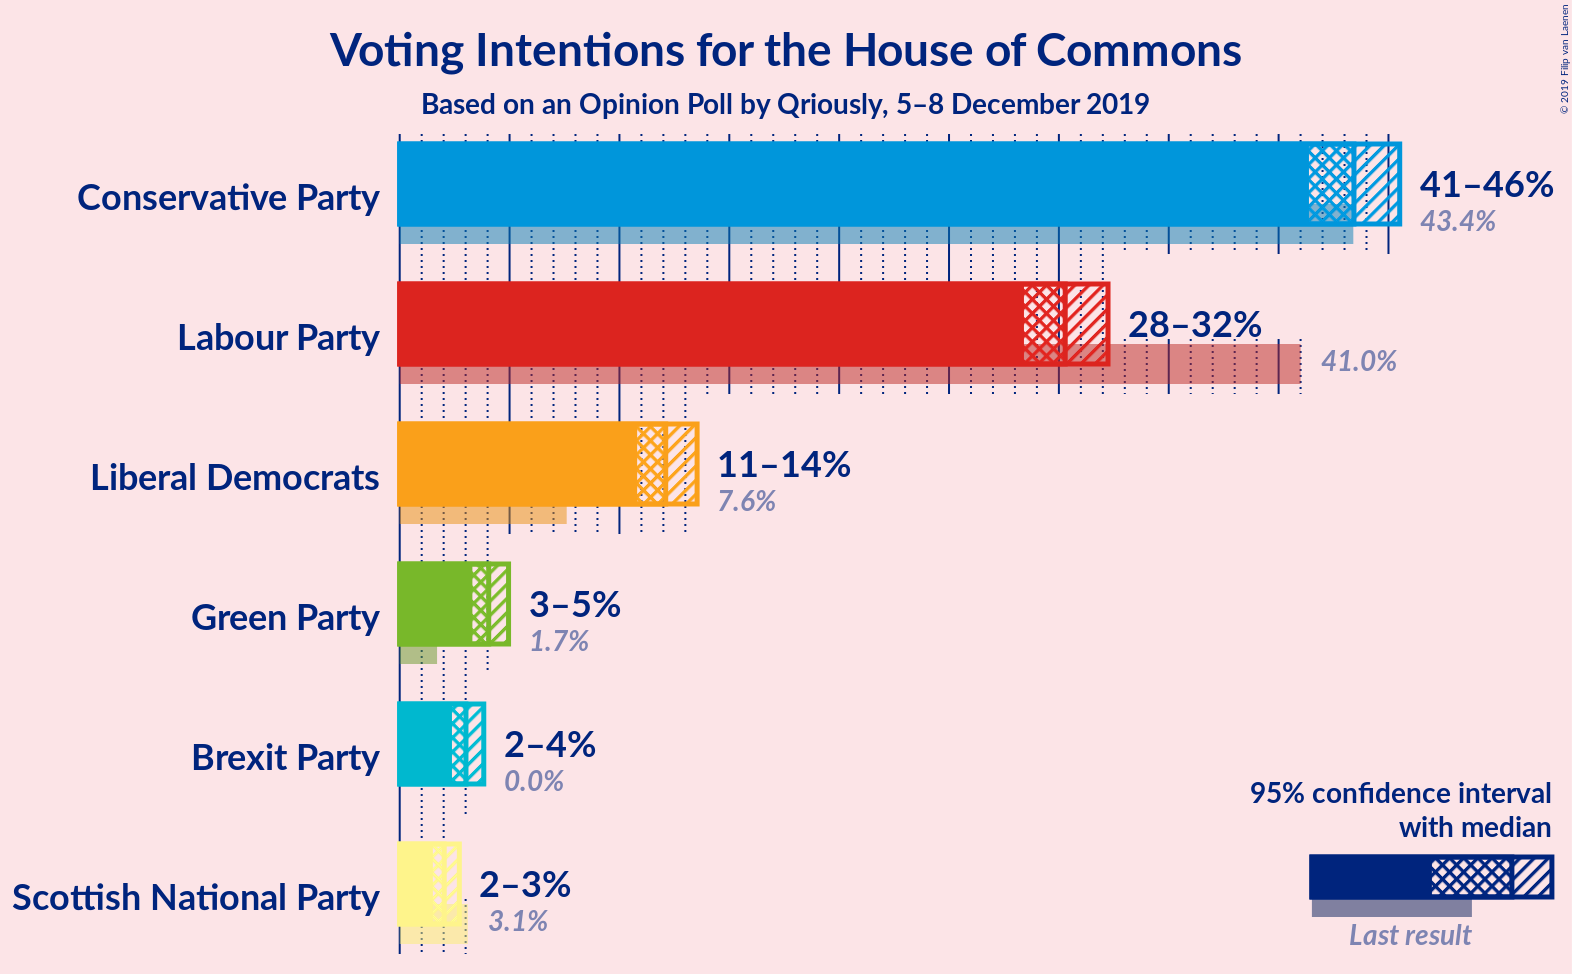 Voting Intentions for the House of Commons
Based on an Opinion Poll by Qriously, 5–8 December 2019
© 2019 Filip van Laenen
Conservative Party
41–46%
43.4%
Labour Party
28–32%
41.0%
Liberal Democrats
11–14%
7.6%
Green Party
3–5%
1.7%
Brexit Party
2–4%
0.0%
Scottish National Party
2–3%
3.1%
95% confidence interval
with median
Last result